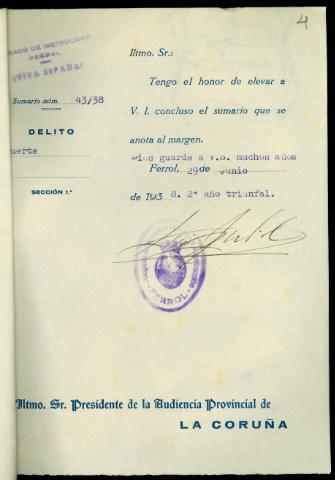 4
GADO DE INSTRUCCION
FERROL
¡VIVA ESPAÑA!
Sumario núm. 43/38
DELITO
uerte
SECCIÓN 1.ª
Iltmo. Sr.:
Tengo el honor de elevar a
V. I. concluso el sumario que se
anota al margen.
Dios guarde a V.S. muchos años
Ferrol, 29 de Junio
de 193 8. 2º año triunfal.
FERROL
Iltmo. Sr. Presidente de la Audiencia Provincial de
LA CORUÑA